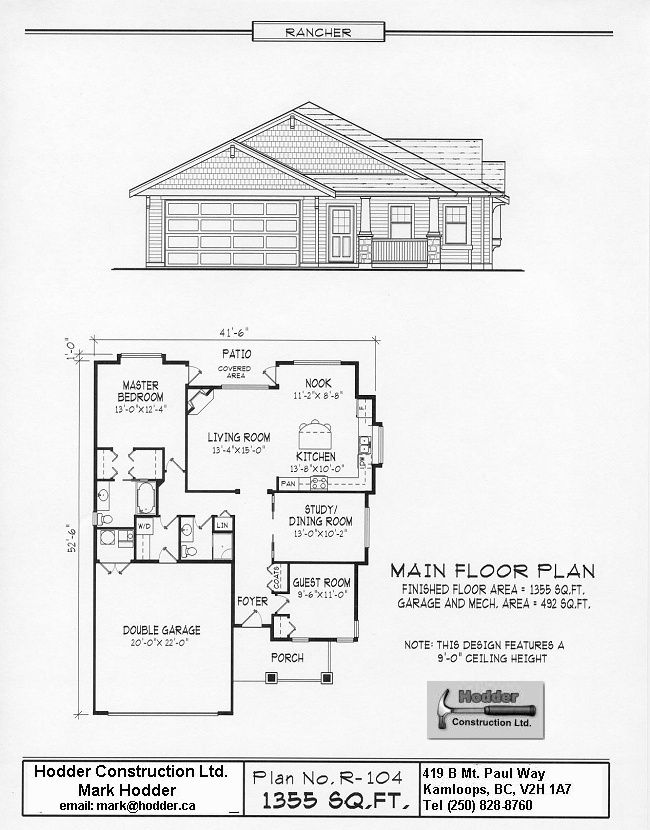 RANCHER
41'-6"
1'-0"
52'-6"
PATIO
COVERED
AREA
MASTER
BEDROOM
13'-0"X12'-4"
NOOK
11'-2"X 8'-8"
LIVING ROOM
13'-4"X15'-0"
KITCHEN
13'-8"X10'-0"
PAN
F
DW
STUDY/
DINING ROOM
13'-0"X10'-2"
W/D
LIN
COATS
GUEST ROOM
9'-6"X11'-0"
FOYER
DOUBLE GARAGE
20'-0"X 22'-0"
PORCH
MAIN FLOOR PLAN
FINISHED FLOOR AREA = 1355 SQ.FT.
GARAGE AND MECH. AREA = 492 SQ.FT.
NOTE: THIS DESIGN FEATURES A
9'-0" CEILING HEIGHT
Hodder
Construction Ltd.
Hodder Construction Ltd.
Mark Hodder
email: mark@hodder.ca
Plan No. R-104
1355 SQ.FT.
419 B Mt. Paul Way
Kamloops, BC, V2H 1A7
Tel (250) 828-8760